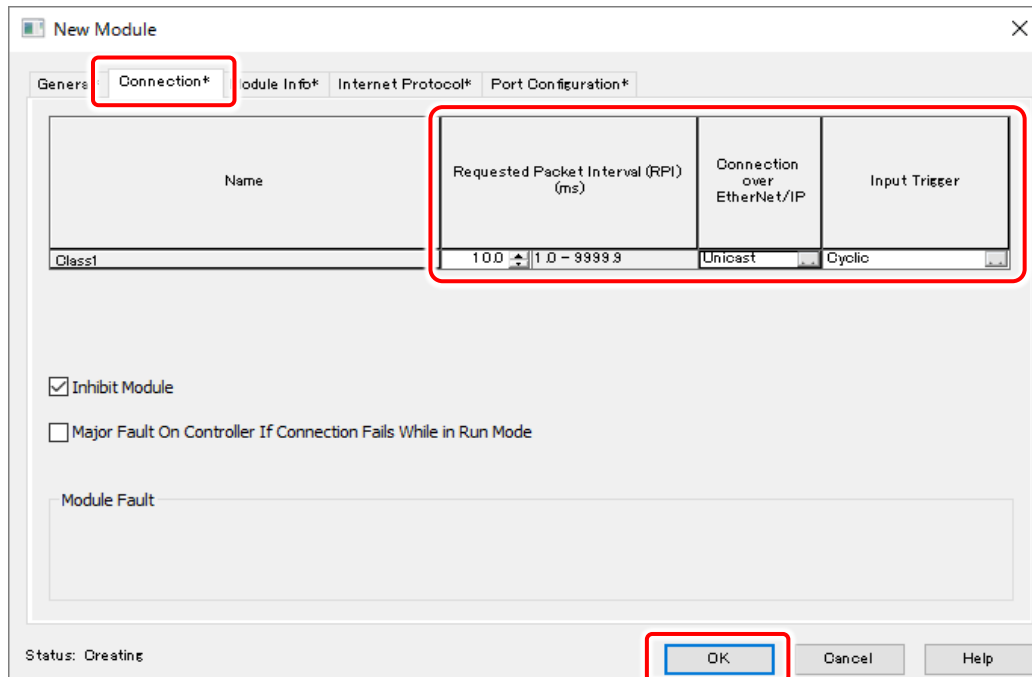 New Module
Genera Connection* odule Info* Internet Protocol* Port Configuration*
Name
Requested Packet Interval (RPI)
(ms)
Connection
over
EtherNet/IP
Input Trigger
Class1
10.0
1.0 - 9999.9
Unicast
...
Cyclic
...
Inhibit Module
Major Fault On Controller If Connection Fails While in Run Mode
Module Fault
Status: Creating
OK
Cancel
Help